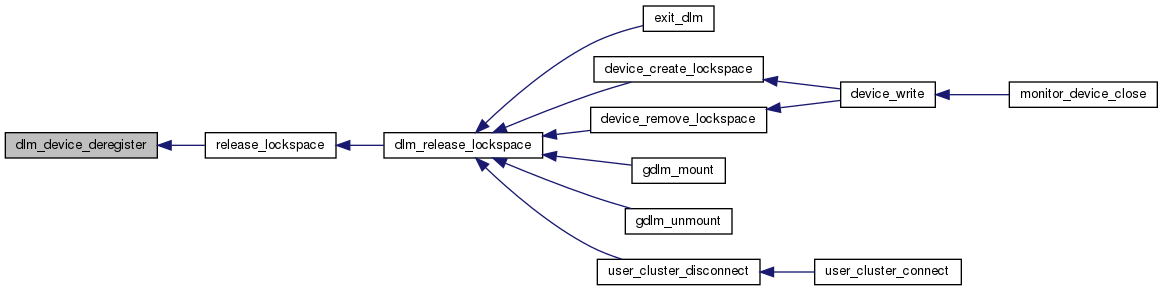 exit_dlm
device_create_lockspace
device_write
monitor_device_close
device_remove_lockspace
dlm_device_deregister
release_lockspace
dlm_release_lockspace
gdlm_mount
gdlm_unmount
user_cluster_disconnect
user_cluster_connect